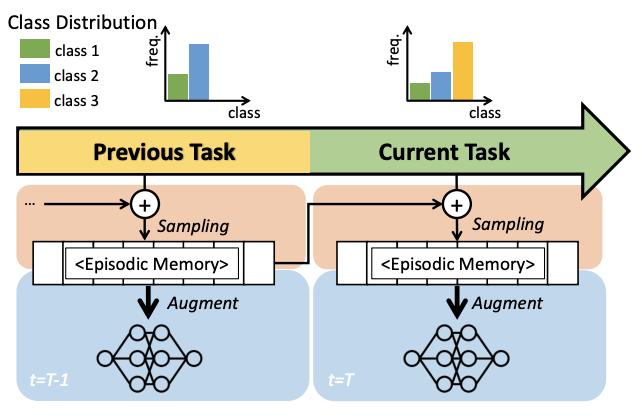 Class Distribution
class 1
class 2
class 3
freq.
class
freq.
class
Previous Task
Current Task
...
+
Sampling
+
Sampling
<Episodic Memory>
<Episodic Memory>
Augment
Augment
t=T-1
t=T